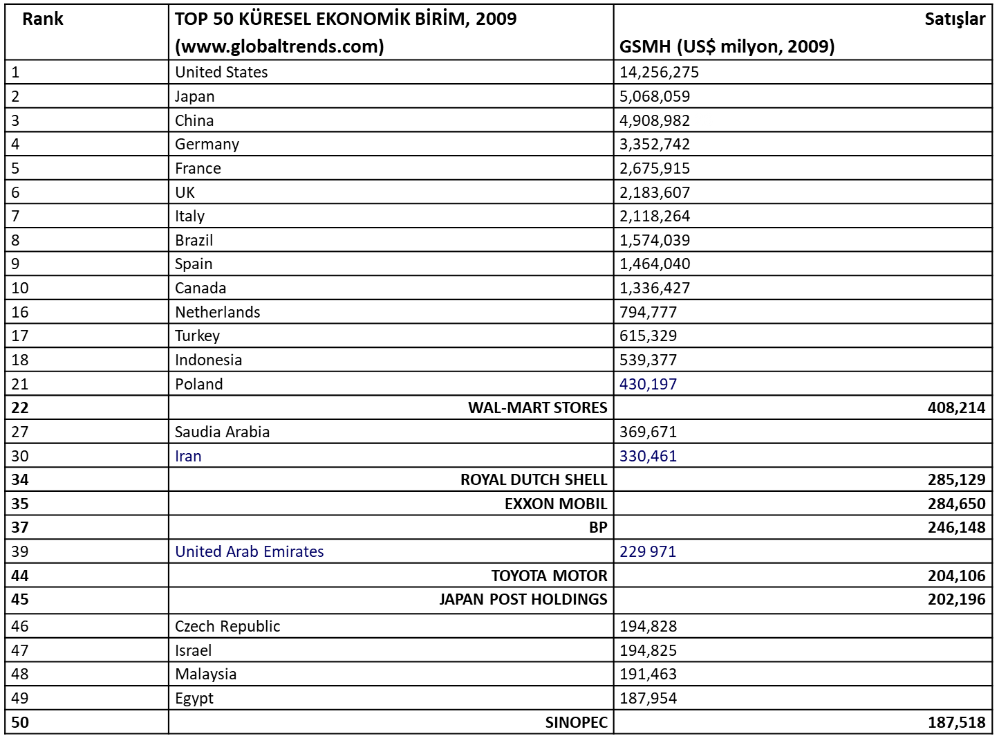 Rank TOP 50 KÜRESEL EKONOMİK BİRİM, 2009 Satışlar
(www.globaltrends.com) GSMH (US$ milyon, 2009)
1 United States 14,256,275
2 Japan 5,068,059
3 China 4,908,982
4 Germany 3,352,742
5 France 2,675,915
6 UK 2,183,607
7 Italy 2,118,264
8 Brazil 1,574,039
9 Spain 1,464,040
10 Canada 1,336,427
16 Netherlands 794,777
17 Turkey 615,329
18 Indonesia 539,377
21 Poland 430,197
22 WAL-MART STORES 408,214
27 Saudia Arabia 369,671
30 Iran 330,461
34 ROYAL DUTCH SHELL 285,129
35 EXXON MOBIL 284,650
37 BP 246,148
39 United Arab Emirates 229 971
44 TOYOTA MOTOR 204,106
45 JAPAN POST HOLDINGS 202,196
46 Czech Republic 194,828
47 Israel 194,825
48 Malaysia 191,463
49 Egypt 187,954
50 SINOPEC 187,518